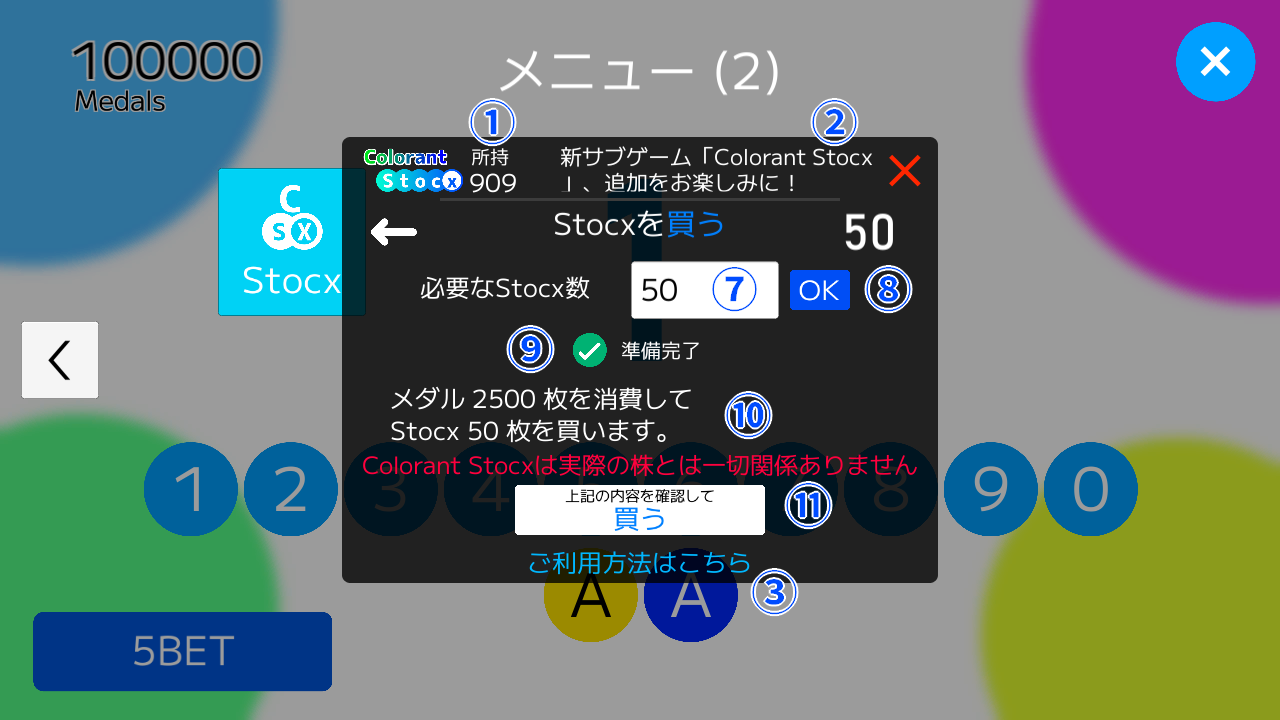 100000
Medals
メニュー (2)
①
②
Colorant
Stocx
所持
909
新サブゲーム「Colorant Stocx
」、追加をお楽しみに！
C
SX
Stocx
Stocxを買う
50
必要なStocx数
50
⑦
OK
⑧
⑨
準備完了
メダル 2500 枚を消費して
Stocx 50 枚を買います。
⑩
Colorant Stocxは実際の株とは一切関係ありません
1 2 3 4 8 9 0
上記の内容を確認して
買う
⑪
ご利用方法はこちら
③
A A
5BET